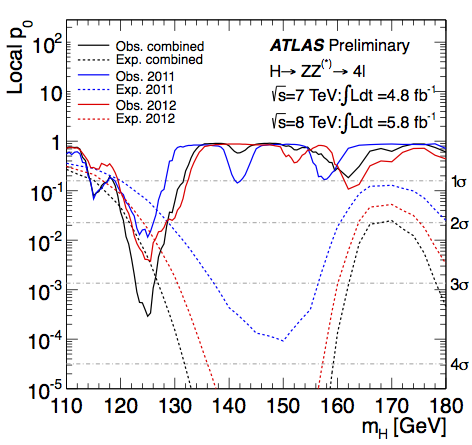 Local p₀
10²
10
1
10⁻¹
10⁻²
10⁻³
10⁻⁴
10⁻⁵
Obs. combined
Exp. combined
Obs. 2011
Exp. 2011
Obs. 2012
Exp. 2012
ATLAS Preliminary
H→ ZZ⁽*⁾→ 4l
√s=7 TeV:∫Ldt =4.8 fb⁻¹
√s=8 TeV:∫Ldt =5.8 fb⁻¹
1σ
2σ
3σ
4σ
110 120 130 140 150 160 170 180
m_H [GeV]